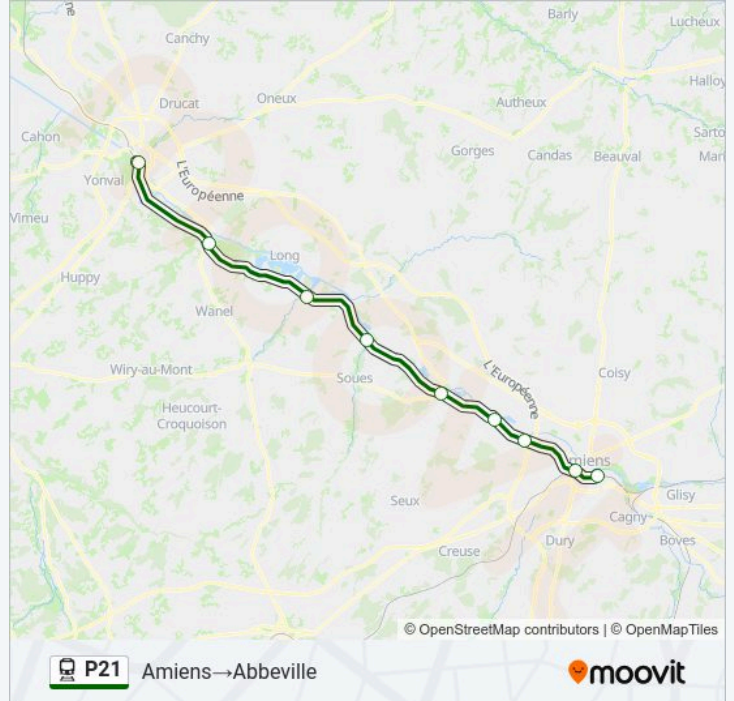 ne
Barly
Lucheux
Canchy
Halloy
Drucat
Oneux
Autheux
Cahon
Sarto
Gorges
Candas
Beauval
Mari
Yonval
L'Européenne
Vimeu
Long
Huppy
Wanel
L'Européenne
Wiry-au-Mont
Soues
Coisy
Heucourt-
Croquoison
miens
Seux
Glisy
Cagny
Creuse
Dury
Boves
© OpenStreetMap contributors | © OpenMapTiles
P21 Amiens→Abbeville
moovit